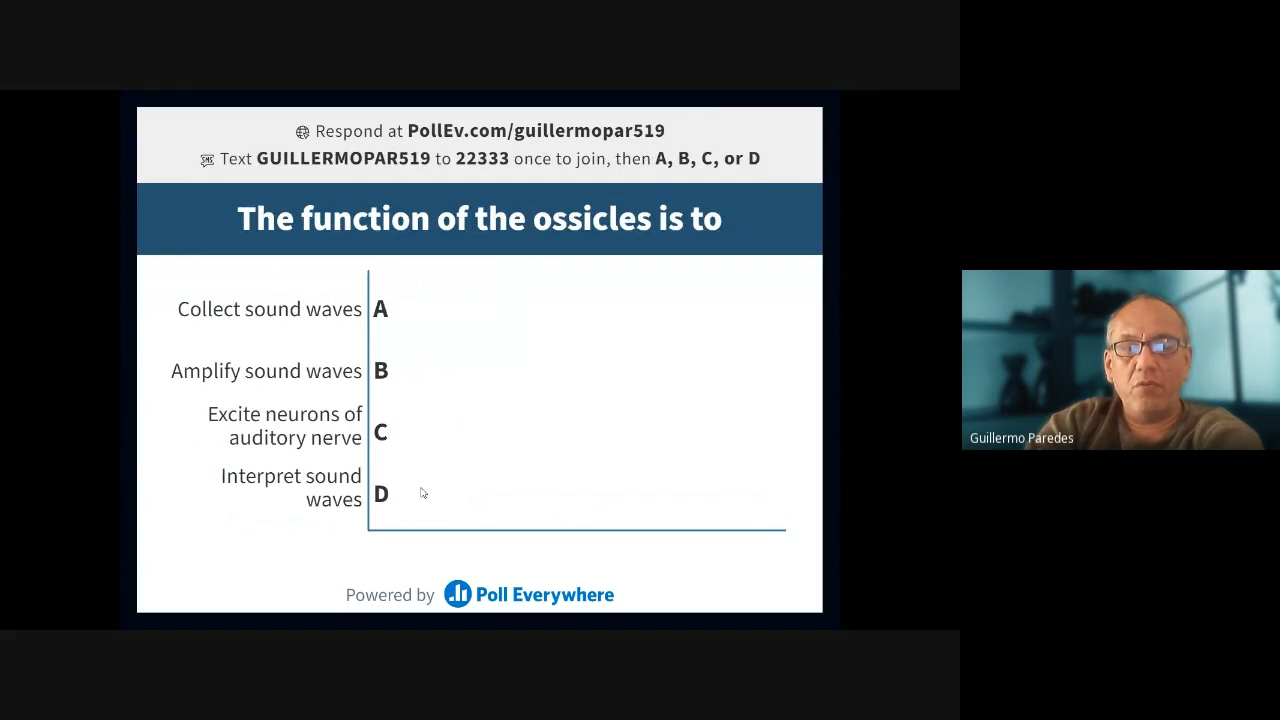 Respond at PollEv.com/guillermopar519
Text GUILLERMOPAR519 to 22333 once to join, then A, B, C, or D
The function of the ossicles is to
Collect sound waves A
Amplify sound waves B
Excite neurons of
auditory nerve C
Interpret sound
waves D
Powered by Poll Everywhere
Guillermo Paredes